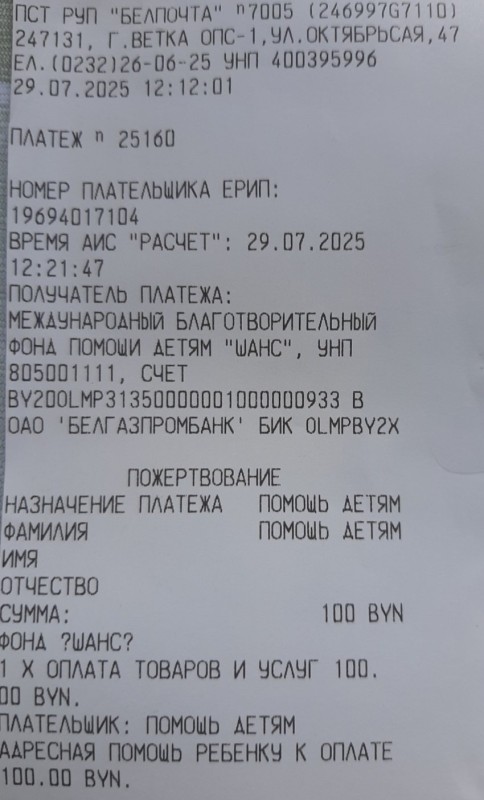 ПСТ РУП "БЕЛПОЧТА" п7005 (246997G7110)
247131, Г.ВЕТКА ОПС-1,УЛ.ОКТЯБРЬСАЯ,47
ЕЛ.(0232)26-06-25 УНП 400395996
29.07.2025 12:12:01
ПЛАТЕЖ п 25160
НОМЕР ПЛАТЕЛЬЩИКА ЕРИП:
19694017104
ВРЕМЯ АИС "РАСЧЕТ": 29.07.2025
12:21:47
ПОЛУЧАТЕЛЬ ПЛАТЕЖА:
МЕЖДУНАРОДНЫЙ БЛАГОТВОРИТЕЛЬНЫЙ
ФОНД ПОМОЩИ ДЕТЯМ "ШАНС", УНП
805001111, СЧЕТ
BY20OLMP31350000001000000933 В
ОАО 'БЕЛГАЗПРОМБАНК' БИК OLMPBY2X
ПОЖЕРТВОВАНИЕ
НАЗНАЧЕНИЕ ПЛАТЕЖА ПОМОЩЬ ДЕТЯМ
ФАМИЛИЯ ПОМОЩЬ ДЕТЯМ
ИМЯ
ОТЧЕСТВО
СУММА: 100 BYN
ФОНД ?ШАНС?
1 X ОПЛАТА ТОВАРОВ И УСЛУГ 100.
00 BYN.
ПЛАТЕЛЬЩИК: ПОМОЩЬ ДЕТЯМ
АДРЕСНАЯ ПОМОЩЬ РЕБЕНКУ К ОПЛАТЕ
100.00 BYN.